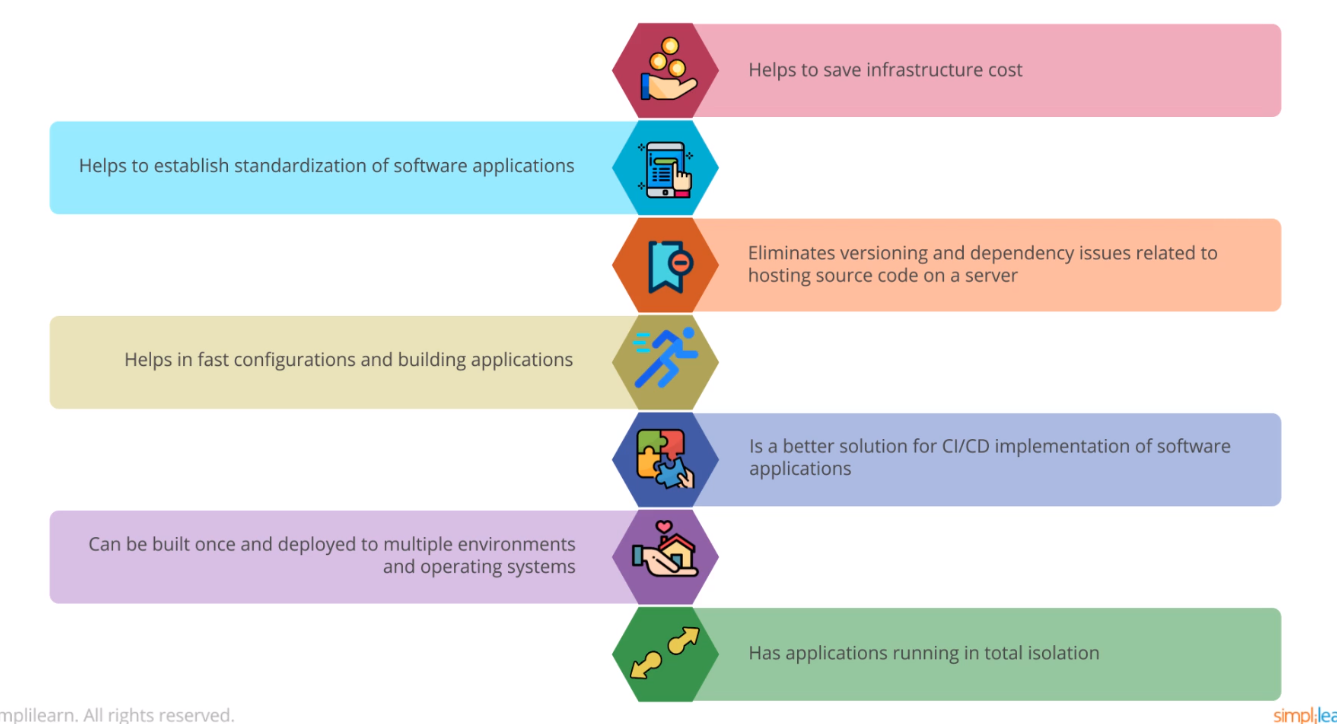 Helps to save infrastructure cost
Helps to establish standardization of software applications
Eliminates versioning and dependency issues related to
hosting source code on a server
Helps in fast configurations and building applications
Is a better solution for CI/CD implementation of software
applications
Can be built once and deployed to multiple environments
and operating systems
Has applications running in total isolation
mplilearn. All rights reserved.
simplilea